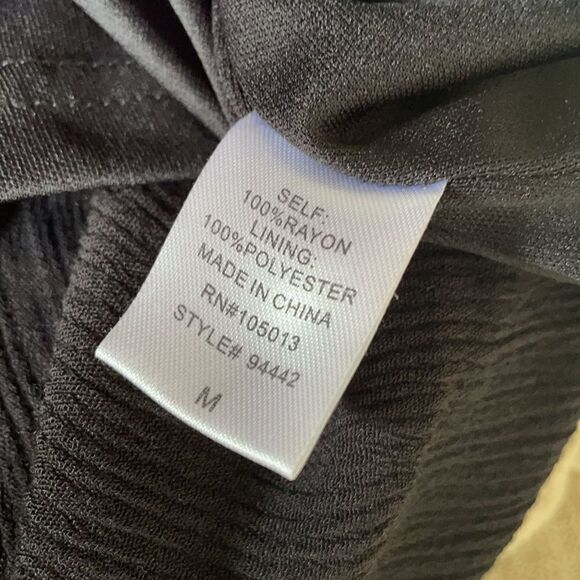 SELF:
100%RAYON
LINING:
100%POLYESTER
MADE IN CHINA
RN#105013
STYLE# 94442
M